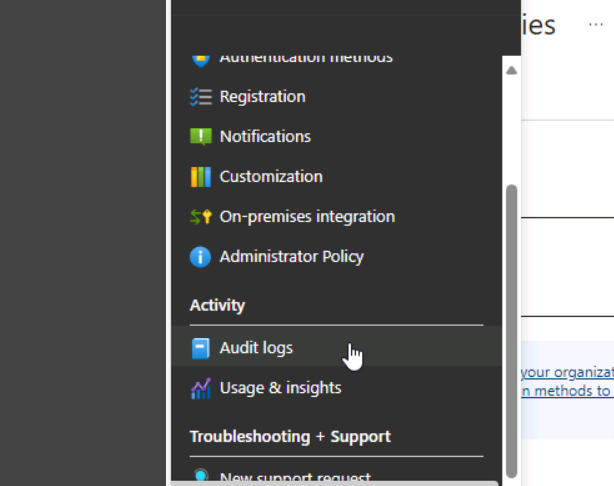 ies ...
Authentication methods
Registration
Notifications
Customization
On-premises integration
Administrator Policy
Activity
Audit logs
Usage & insights
Troubleshooting + Support
New support request
your organizat
n methods to